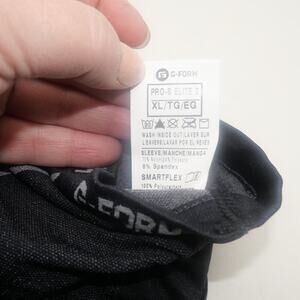 G-FORM
PRO-S ELITE 2
XL/TG/EG
WASH INSIDE OUT/LAVER SUR
L'ENVERS/LAVAR POR EL REVES
SLEEVE/MANCHE/MANGA
8% Spandex
SMARTFLEX
100% Polyurethane
G-FORM